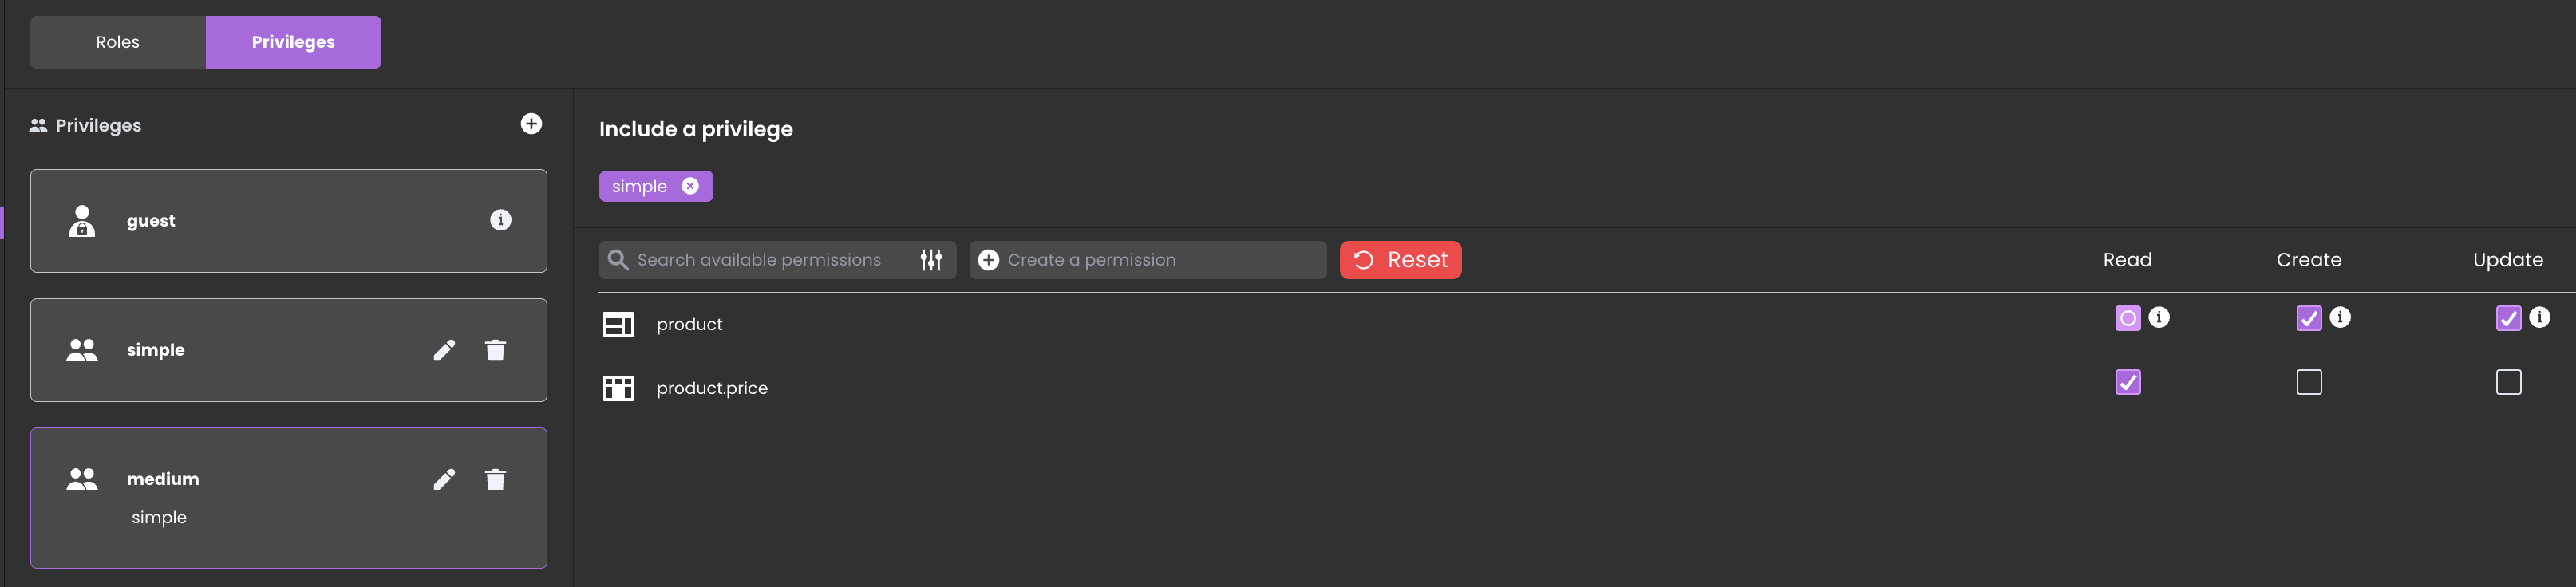 Roles Privileges
Privileges
guest
simple
medium
simple
Include a privilege
simple
Search available permissions Create a permission Reset Read Create Update
product
product.price